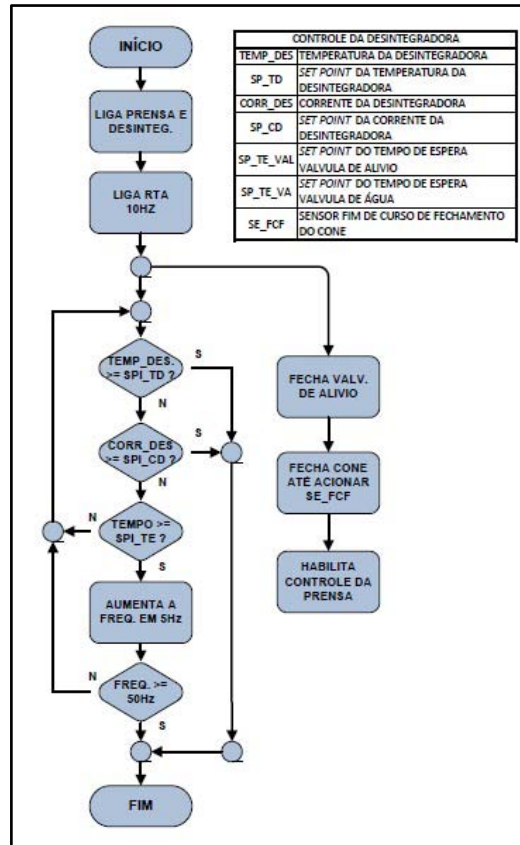 INÍCIO
LIGA PRENSA E
DESINTEG.
LIGA RTA
10HZ
CONTROLE DA DESINTEGRADORA
TEMP_DES TEMPERATURA DA DESINTEGRADORA
SP_TD SET POINT DA TEMPERATURA DA
DESINTEGRADORA
CORR_DES CORRENTE DA DESINTEGRADORA
SP_CD SET POINT DA CORRENTE DA
DESINTEGRADORA
SP_TE_VAL SET POINT DO TEMPO DE ESPERA
VALVULA DE ALIVIO
SP_TE_VA SET POINT DO TEMPO DE ESPERA
VALVULA DE ÁGUA
SE_FCF SENSOR FIM DE CURSO DE FECHAMENTO
DO CONE
TEMP_DES.
>= SPI_TD ?
S
N
CORR_DES
>= SPI_CD ?
S
N
TEMPO >=
SPI_TE ?
N
S
AUMENTA A
FREQ. EM 5Hz
FREQ. >=
50Hz
N
S
FIM
FECHA VALV.
DE ALIVIO
FECHA CONE
ATÉ ACIONAR
SE_FCF
HABILITA
CONTROLE DA
PRENSA